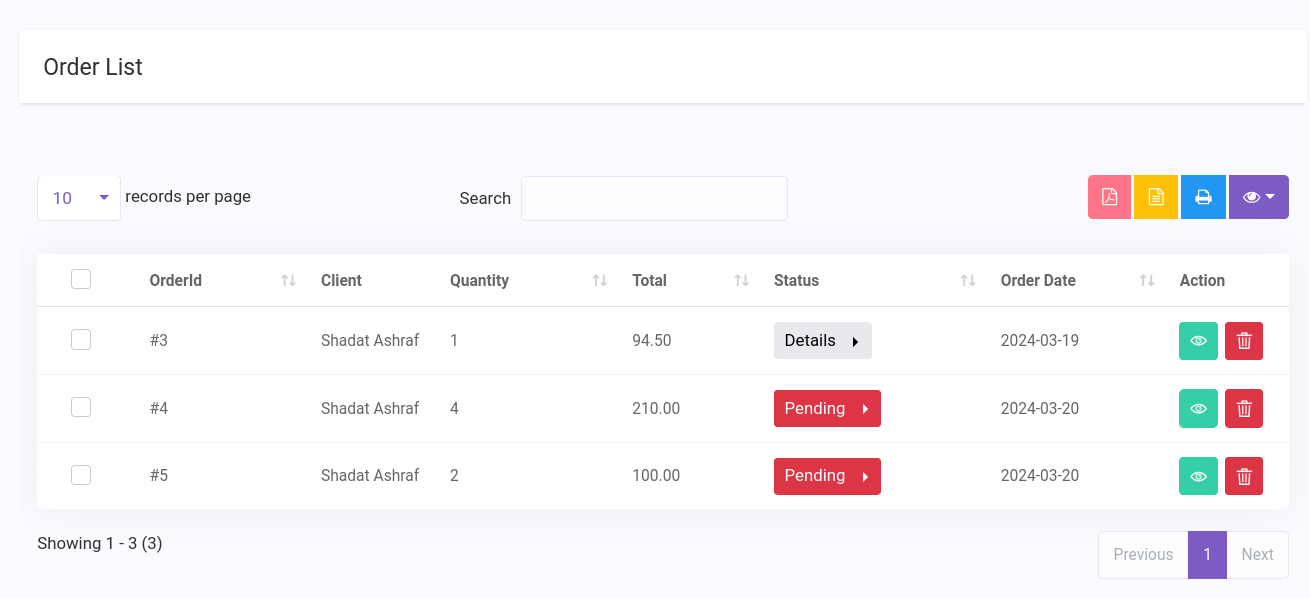 Order List
10 records per page Search
OrderId Client Quantity Total Status Order Date Action
#3 Shadat Ashraf 1 94.50 Details 2024-03-19
#4 Shadat Ashraf 4 210.00 Pending 2024-03-20
#5 Shadat Ashraf 2 100.00 Pending 2024-03-20
Showing 1 - 3 (3) Previous 1 Next